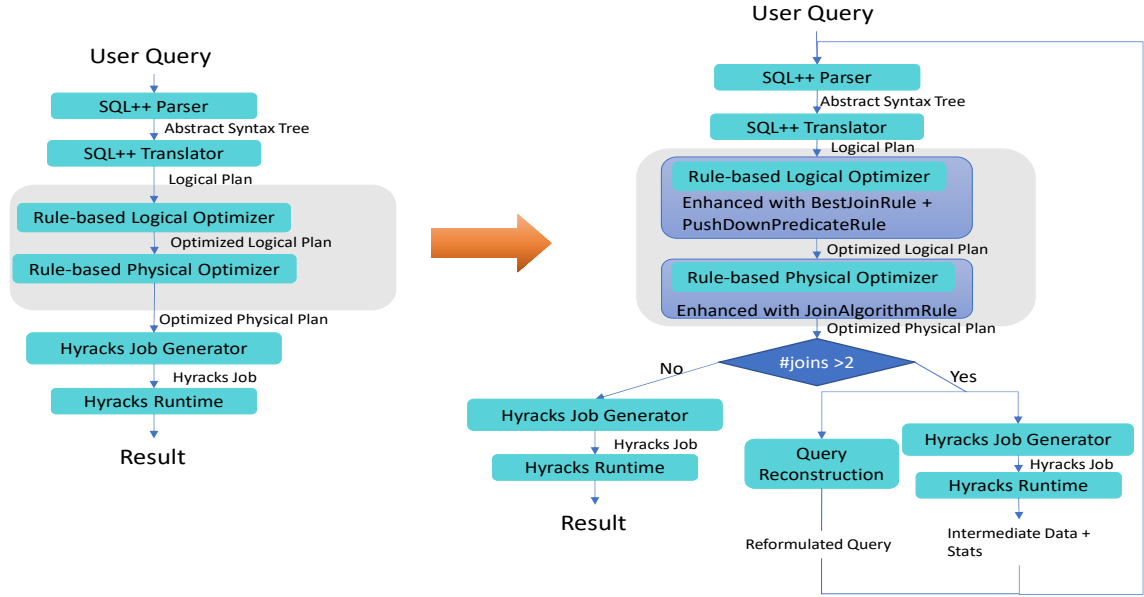 User Query
SQL++ Parser
Abstract Syntax Tree
SQL++ Translator
Logical Plan
Rule-based Logical Optimizer
Optimized Logical Plan
Rule-based Physical Optimizer
Optimized Physical Plan
Hyracks Job Generator
Hyracks Job
Hyracks Runtime
Result
User Query
SQL++ Parser
Abstract Syntax Tree
SQL++ Translator
Logical Plan
Rule-based Logical Optimizer
Enhanced with BestJoinRule +
PushDownPredicateRule
Optimized Logical Plan
Rule-based Physical Optimizer
Enhanced with JoinAlgorithmRule
Optimized Physical Plan
#joins >2
No
Yes
Hyracks Job Generator
Hyracks Job
Hyracks Runtime
Result
Query
Reconstruction
Reformulated Query
Hyracks Job Generator
Hyracks Job
Hyracks Runtime
Intermediate Data +
Stats